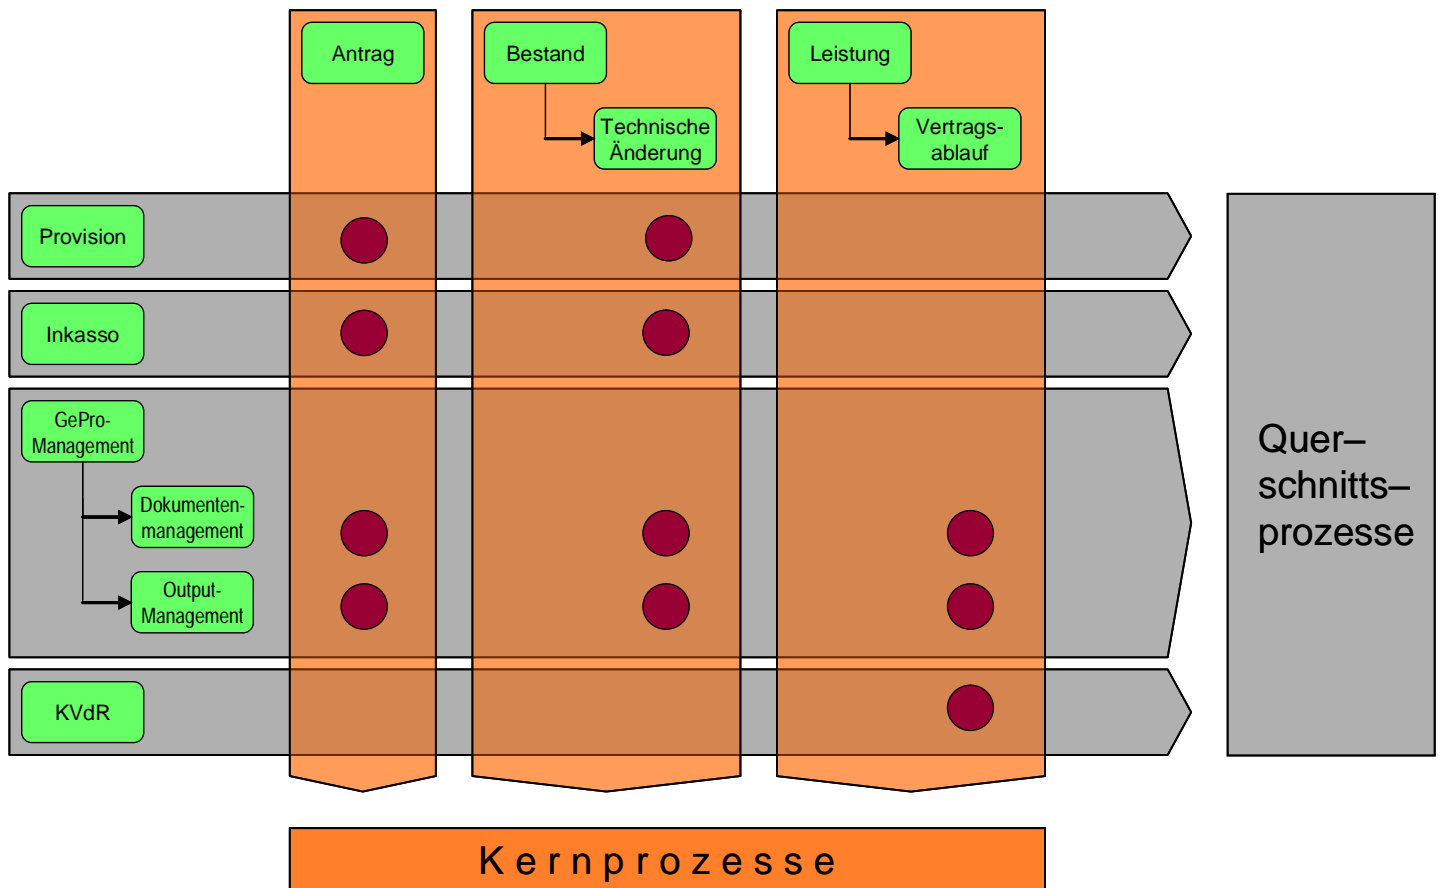 Antrag
Bestand
Leistung
Technische
Änderung
Vertrags-
ablauf
Provision
Inkasso
GePro-
Management
Dokumenten-
management
Output-
Management
KVdR
Quer–
schnitts–
prozesse
Kernprozesse